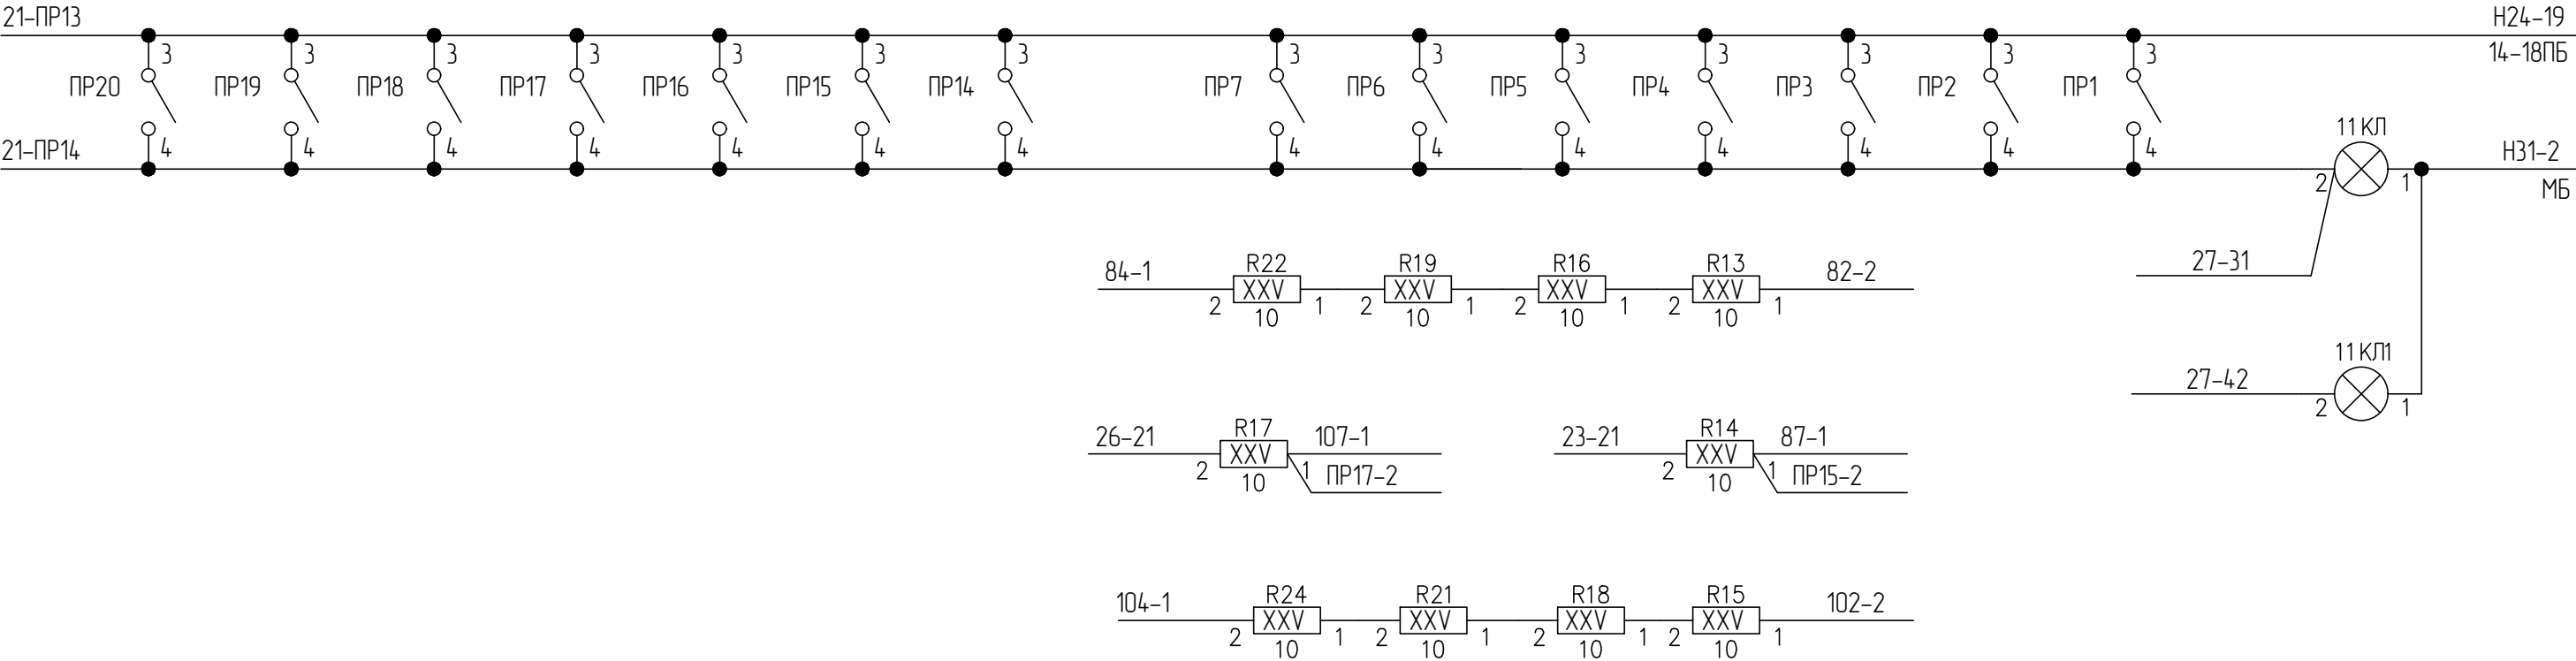 21-ПР13 Н24-19
3 3 3 3 3 3 3 3 3 3 3 3 3 3 14-18ПБ
ПР20 ПР19 ПР18 ПР17 ПР16 ПР15 ПР14 ПР7 ПР6 ПР5 ПР4 ПР3 ПР2 ПР1
11КЛ
21-ПР14 4 4 4 4 4 4 4 4 4 4 4 4 4 4 Н31-2
2 1 МБ
84-1 R22 R19 R16 R13 82-2 27-31
XXV XXV XXV XXV
2 1 2 1 2 1 2 1
10 10 10 10
11КЛ1
27-42
2 1
26-21 R17 107-1 23-21 R14 87-1
XXV XXV
2 1 ПР17-2 2 1 ПР15-2
10 10
104-1 R24 R21 R18 R15 102-2
XXV XXV XXV XXV
2 1 2 1 2 1 2 1
10 10 10 10